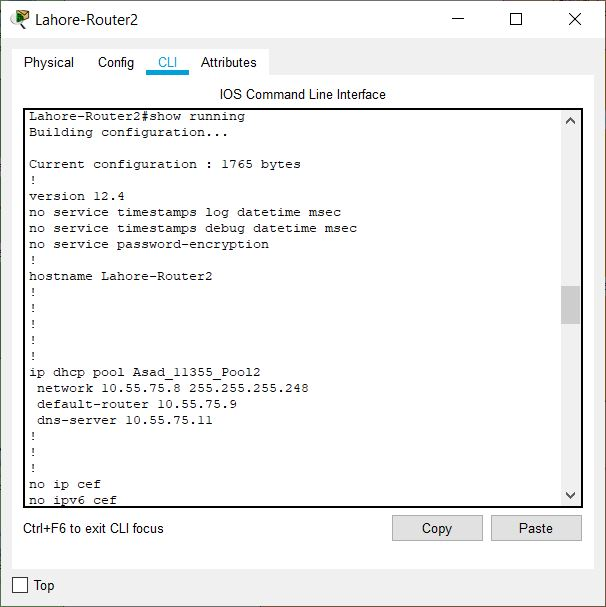 Lahore-Router2
Physical Config CLI Attributes
IOS Command Line Interface
Lahore-Router2#show running
Building configuration...
Current configuration : 1765 bytes
!
version 12.4
no service timestamps log datetime msec
no service timestamps debug datetime msec
no service password-encryption
!
hostname Lahore-Router2
!
!
!
!
!
ip dhcp pool Asad_11355_Pool2
network 10.55.75.8 255.255.255.248
default-router 10.55.75.9
dns-server 10.55.75.11
!
!
!
no ip cef
no ipv6 cef
Ctrl+F6 to exit CLI focus
Copy Paste
Top